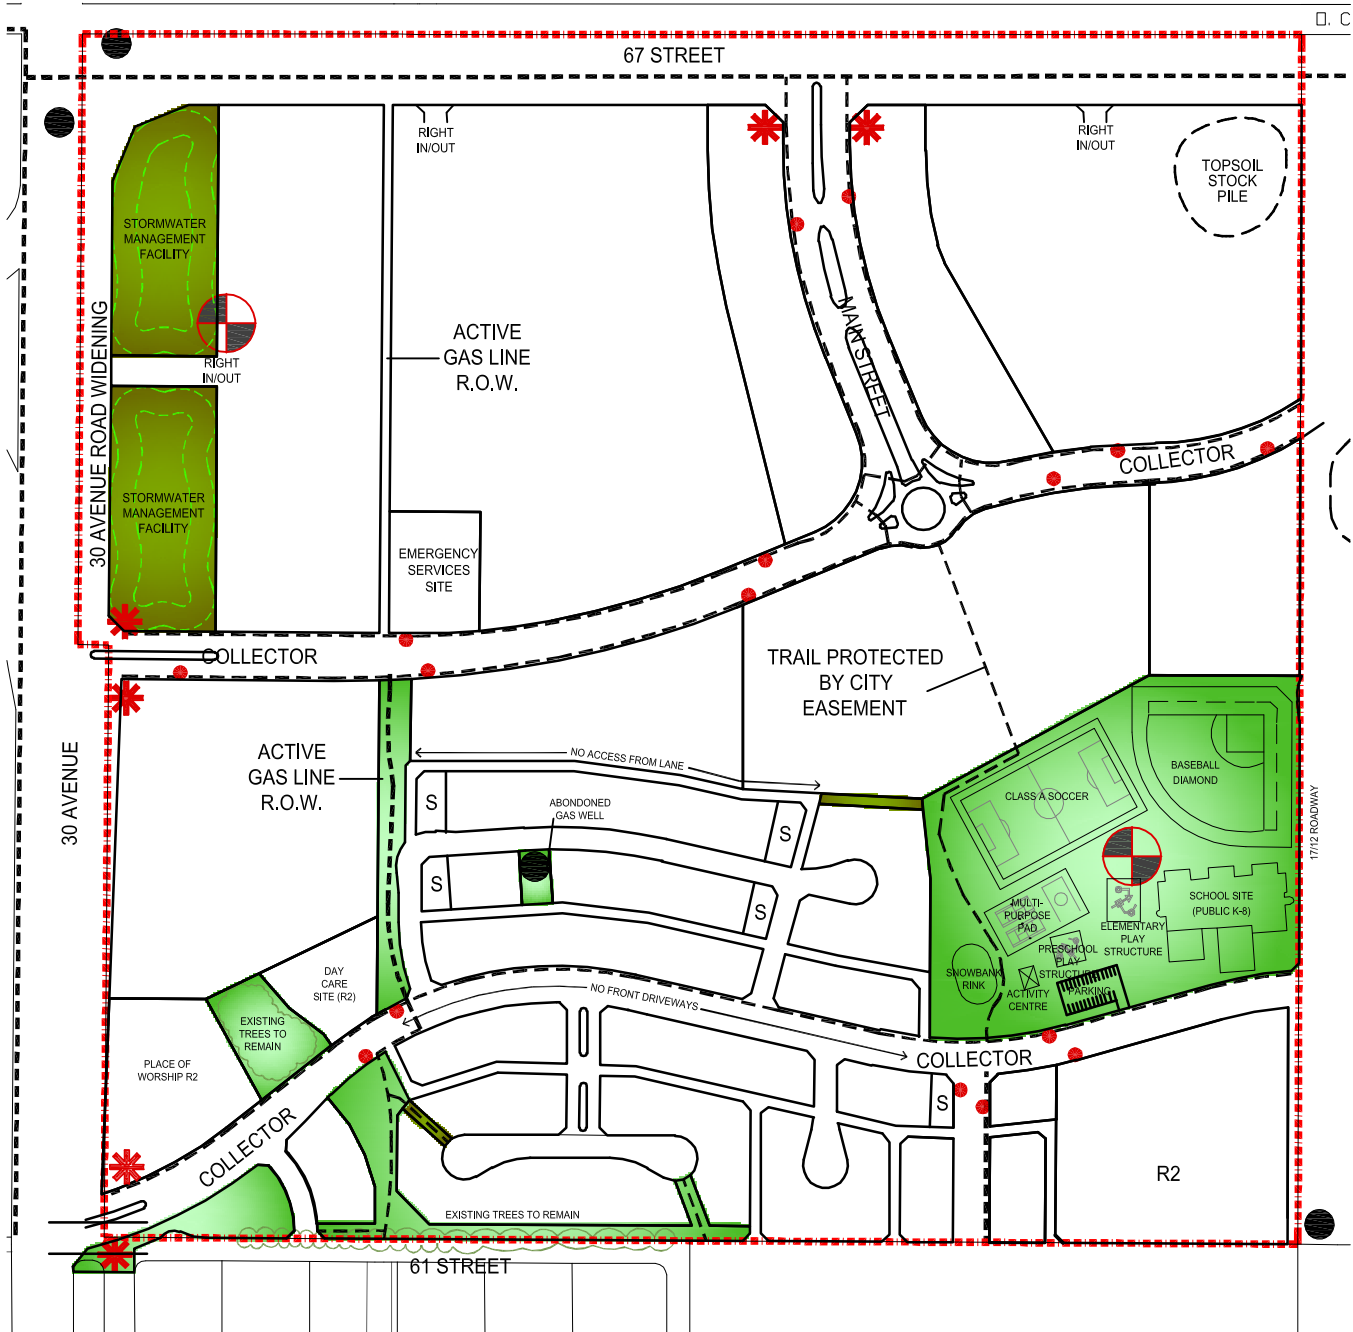 67 STREET
RIGHT
IN/OUT
RIGHT
IN/OUT
TOPSOIL
STOCK
PILE
STORMWATER
MANAGEMENT
FACILITY
30 AVENUE ROAD WIDENING
RIGHT
IN/OUT
ACTIVE
GAS LINE
R.O.W.
MAIN STREET
COLLECTOR
STORMWATER
MANAGEMENT
FACILITY
EMERGENCY
SERVICES
SITE
COLLECTOR
TRAIL PROTECTED
BY CITY
EASEMENT
30 AVENUE
ACTIVE
GAS LINE
R.O.W.
NO ACCESS FROM LANE
BASEBALL
DIAMOND
CLASS A SOCCER
17/12 ROADWAY
S
ABONDONED
GAS WELL
S
S
S
SCHOOL SITE
(PUBLIC K-8)
MULTI-
PURPOSE
PAD
ELEMENTARY
PLAY
STRUCTURE
PRESCHOOL
PLAY
STRUCTURE
SNOWBANK
RINK
ACTIVITY
CENTRE
PARKING
DAY
CARE
SITE (R2)
NO FRONT DRIVEWAYS
EXISTING
TREES TO
REMAIN
PLACE OF
WORSHIP R2
COLLECTOR
COLLECTOR
S
R2
EXISTING TREES TO REMAIN
61 STREET